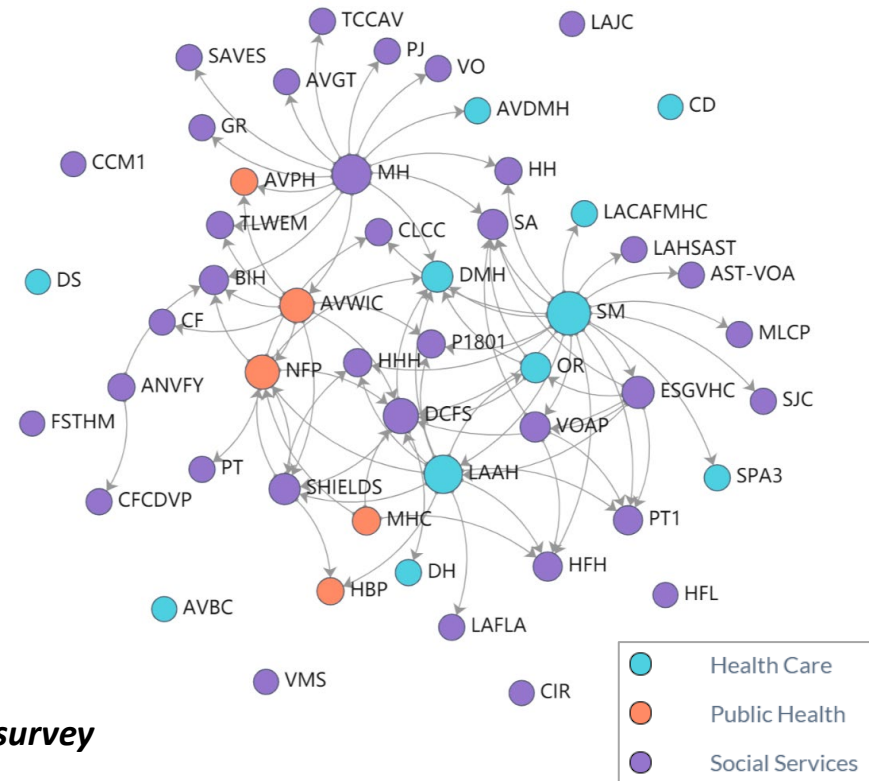 TCCAV
LAJC
SAVES
PJ
VO
AVGT
CD
AVDMH
GR
CCM1
MH
HH
AVPH
LACAFMHC
TLWEM
CLCC
SA
LAHSAST
AST-VOA
DS
BIH
DMH
AVWIC
SM
CF
P1801
MLCP
NFP
HHH
OR
ANVFY
ESGVHC
SJC
DCFS
FSTHM
VOAP
PT
LAAH
SPA3
CFCDVP
SHIELDS
MHC
PT1
DH
HFH
HBP
HFL
AVBC
LAFLA
VMS
CIR
Health Care
Public Health
Social Services
survey